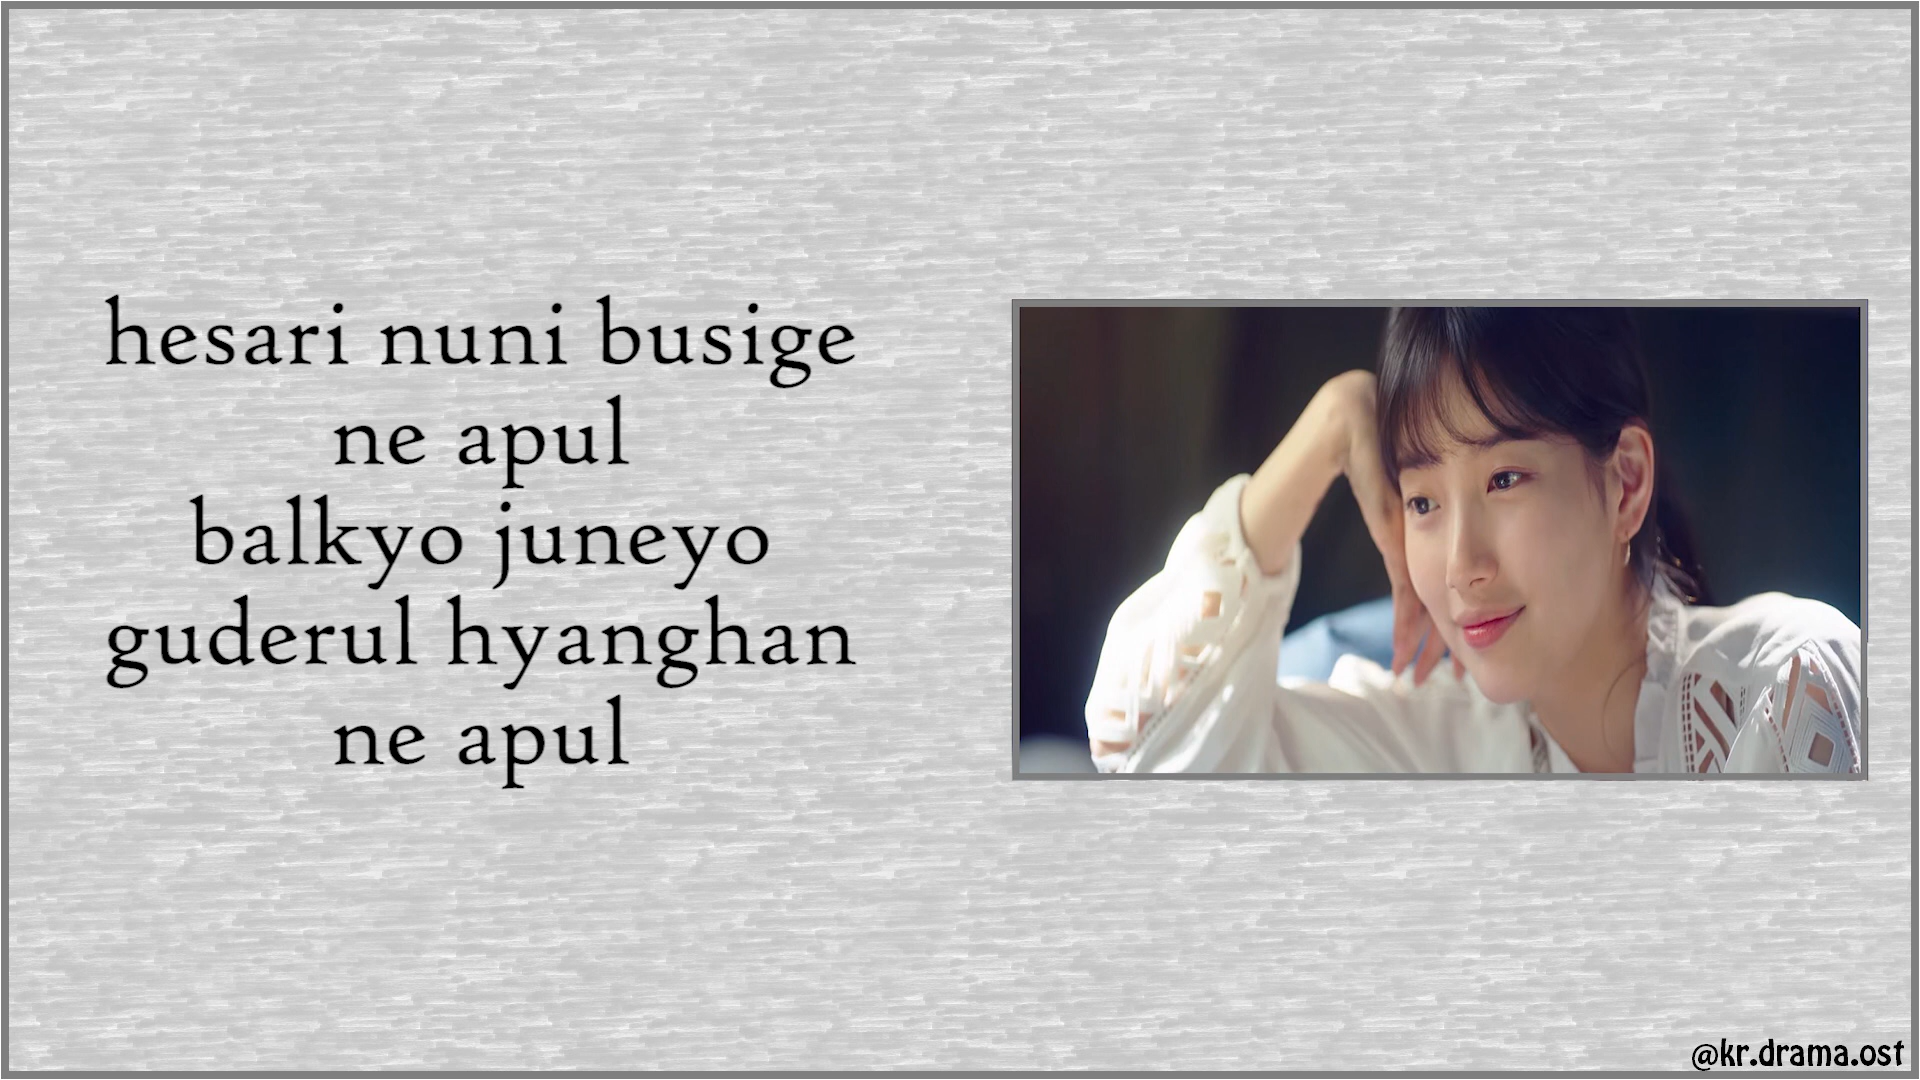 hesari nuni busige
ne apul
balkyo juneyo
guderul hyanghan
ne apul
@kr.drama.ost